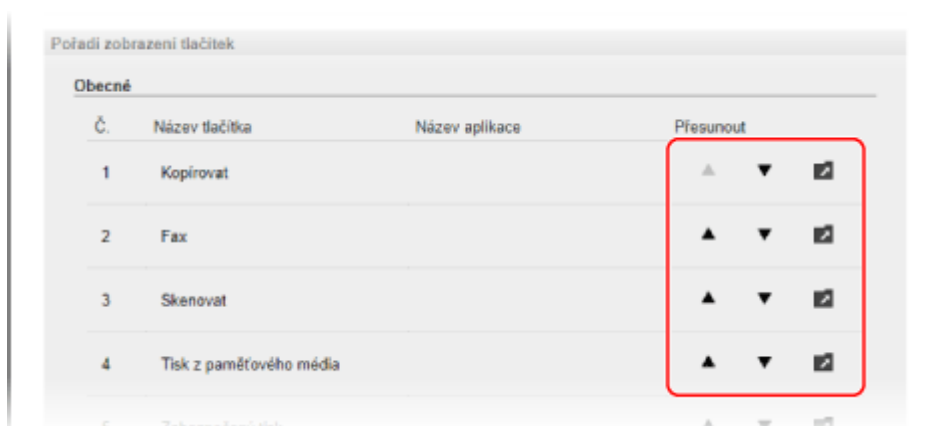 Pořadí zobrazení tlačítek
Obecné
Č. Název tlačítka Název aplikace Přesunout
1 Kopírovat
2 Fax
3 Skenovat
4 Tisk z paměťového média